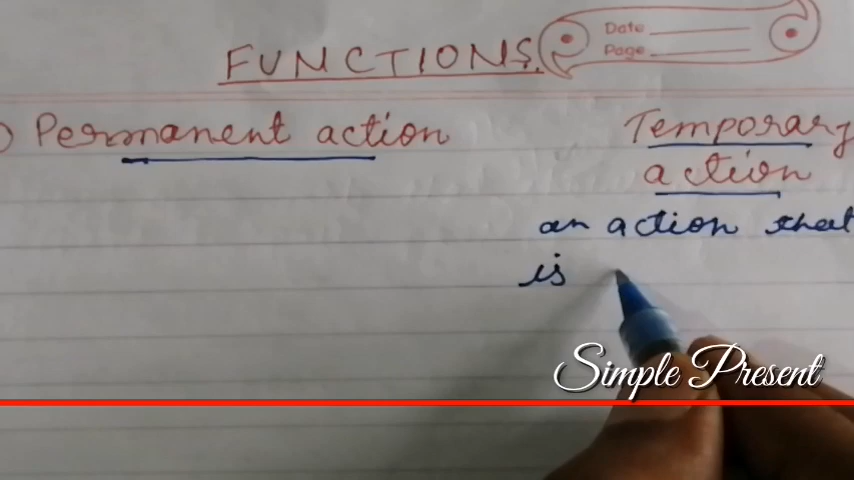 FUNCTIONS.
Date
Page
) Permanent action
Temporary
action
an action that
is
Simple Present